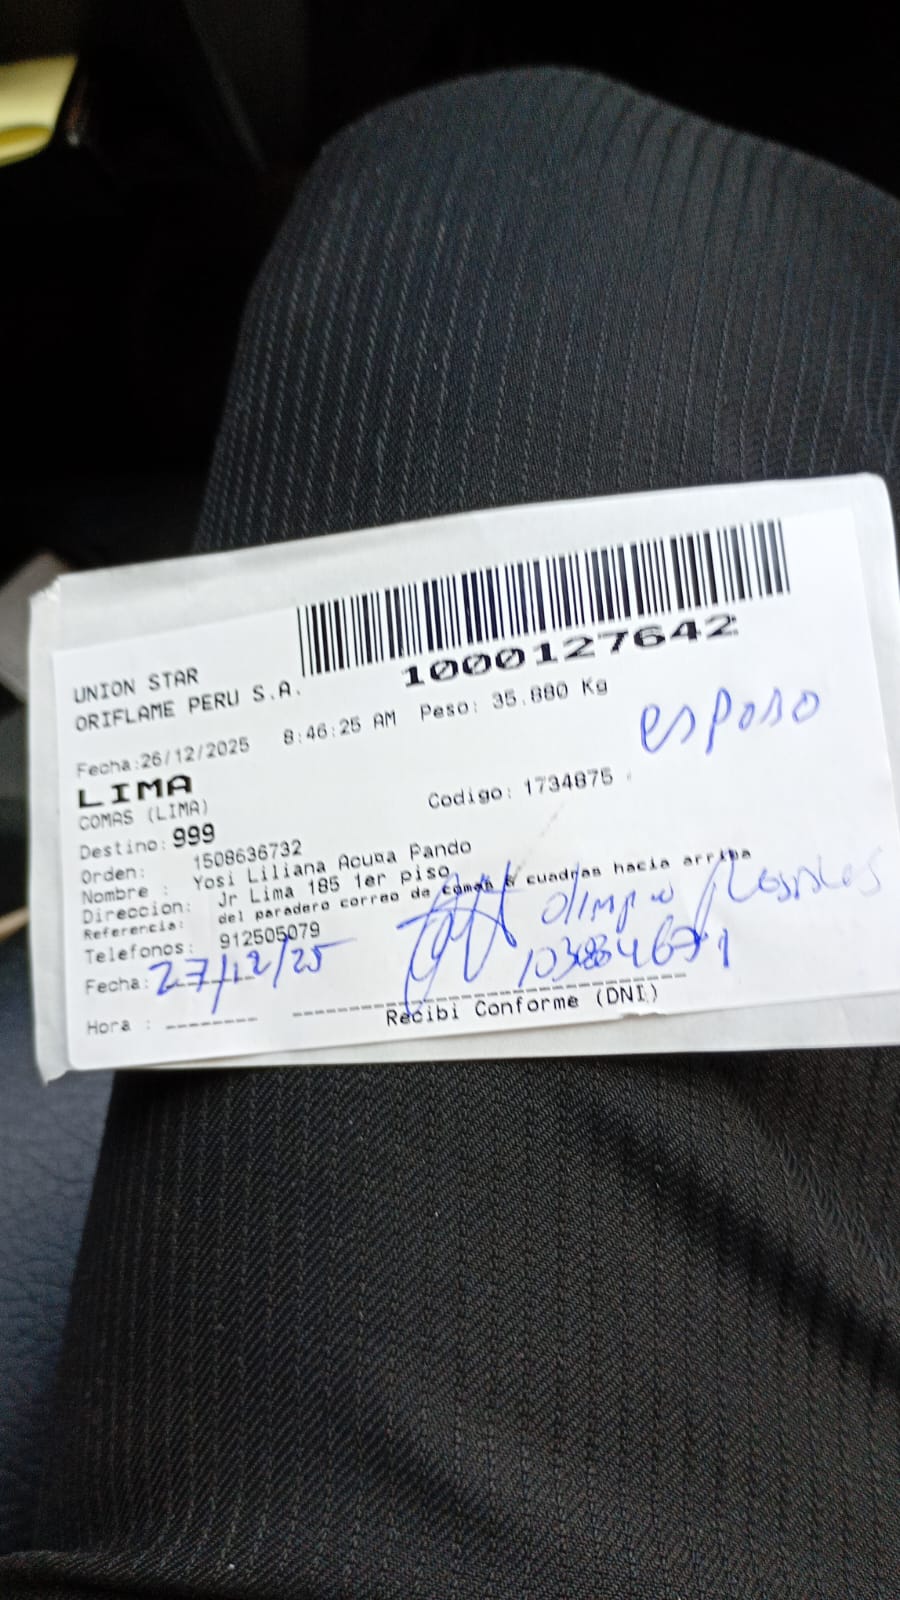 1000127642
UNION STAR
ORIFLAME PERU S.A.
Fecha:26/12/2025 8:46:25 AM Peso: 35.880 Kg
esposo
LIMA
COMAS (LIMA)
Codigo: 1734875
Destino: 999
Orden: 1508636732
Nombre : Yosi Liliana Acuna Pando
Direccion: Jr Lima 185 1er piso
Referencia: del paradero correo de comas 6 cuadras hacia arriba
Telefonos: 912505079
olimpio
Fecha: 27/12/25
Hora :
Recibi Conforme (DNI)